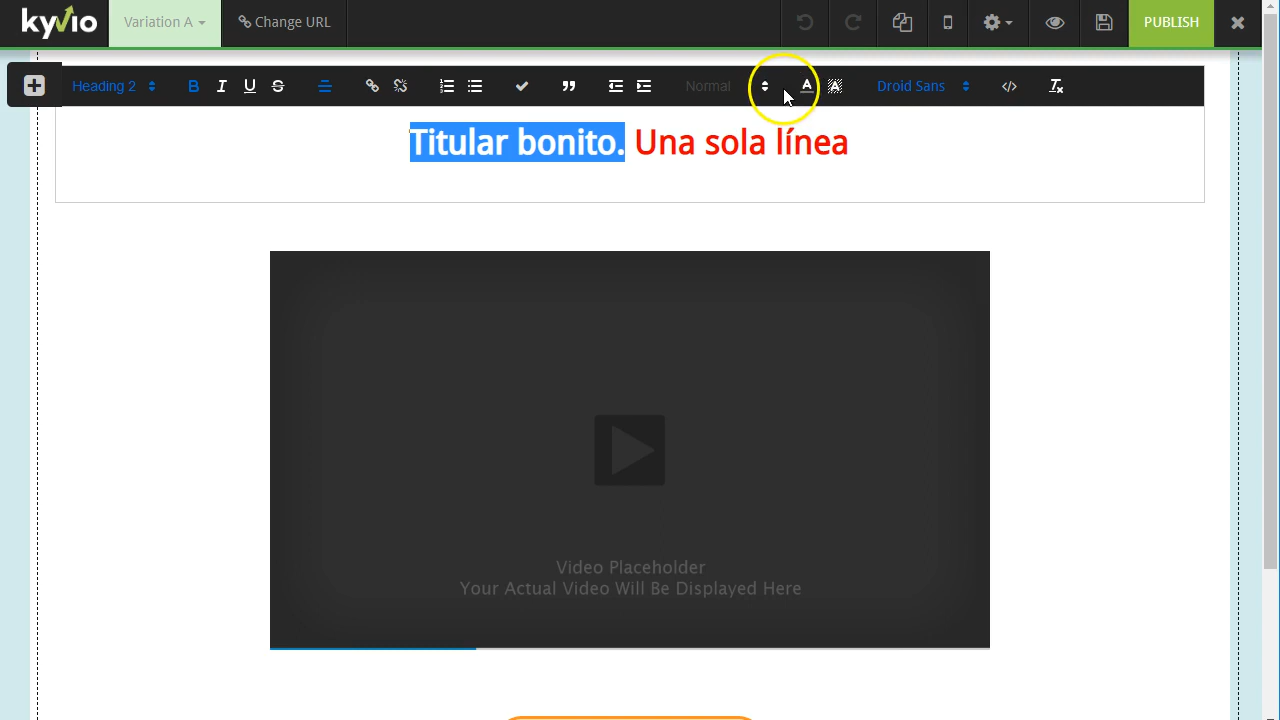 kyvio Variation A Change URL PUBLISH
Heading 2 B I U S Normal A A Droid Sans
Titular bonito. Una sola línea
Video Placeholder
Your Actual Video Will Be Displayed Here